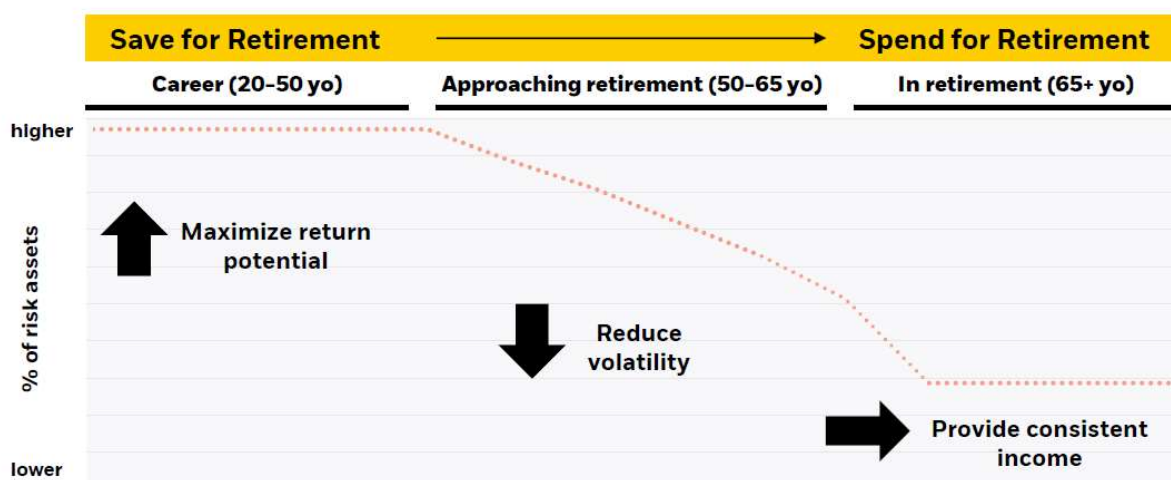 Save for Retirement
Spend for Retirement
Career (20–50 yo)
Approaching retirement (50–65 yo)
In retirement (65+ yo)
higher
% of risk assets
lower
Maximize return
potential
Reduce
volatility
Provide consistent
income